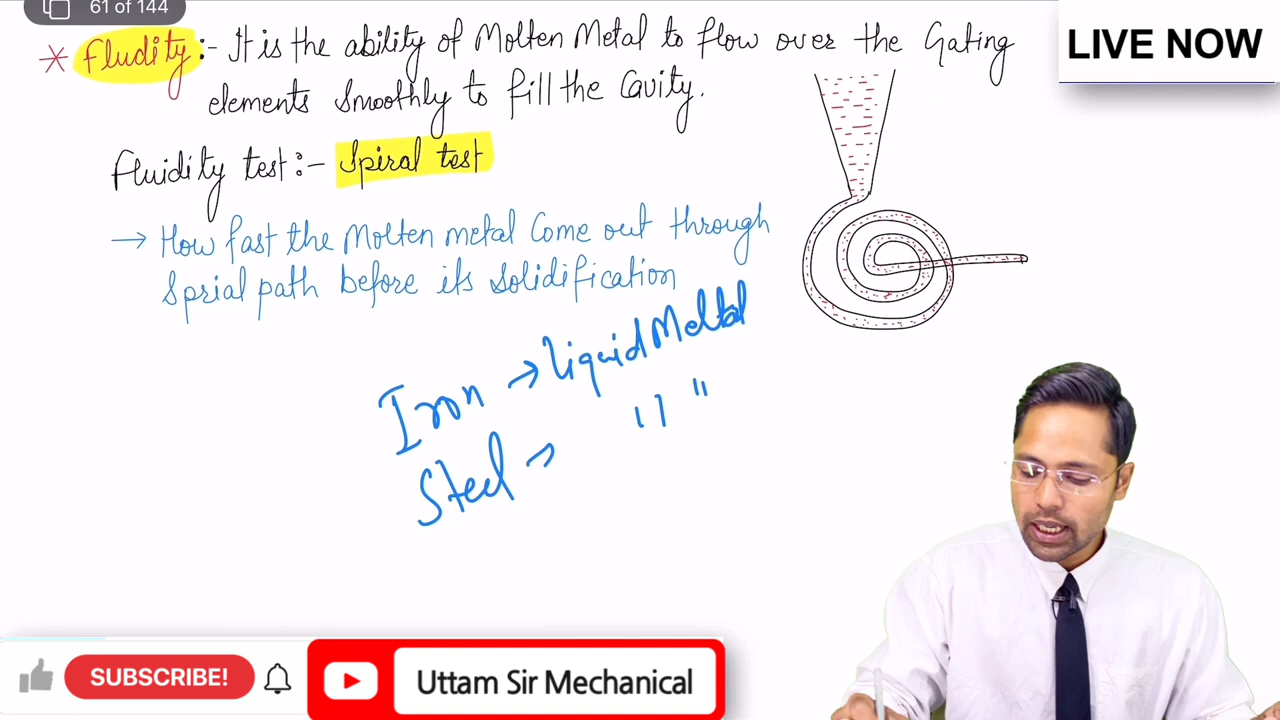 61 of 144
LIVE NOW
* Fludity :- It is the ability of Molten Metal to flow over the Gating
elements smoothly to fill the Cavity.
Fluidity test :- Spiral test
→ How fast the Molten metal Come out through
Sprial path before its Solidification
Iron → Liquid Meltal
Steel → " "
SUBSCRIBE!
Uttam Sir Mechanical